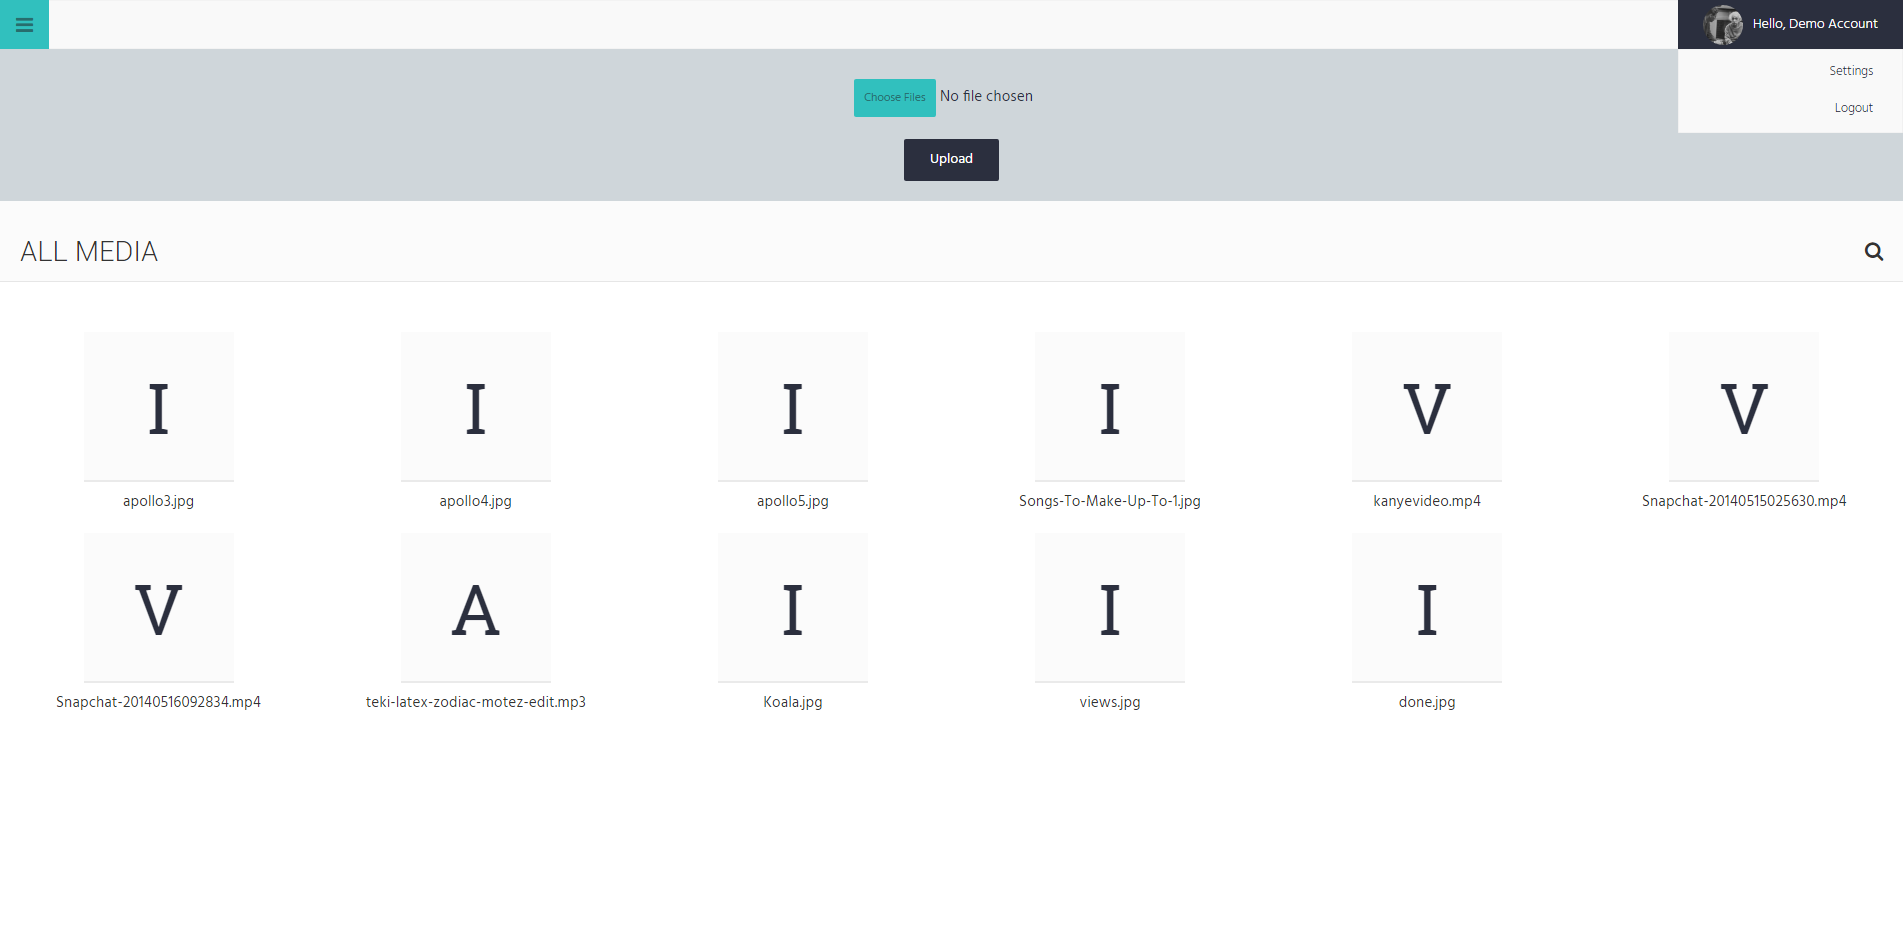 Hello, Demo Account
Settings
Logout
Choose Files No file chosen
Upload
ALL MEDIA
I
I
I
I
V
V
apollo3.jpg
apollo4.jpg
apollo5.jpg
Songs-To-Make-Up-To-1.jpg
kanyevideo.mp4
Snapchat-20140515025630.mp4
V
A
I
I
I
Snapchat-20140516092834.mp4
teki-latex-zodiac-motez-edit.mp3
Koala.jpg
views.jpg
done.jpg